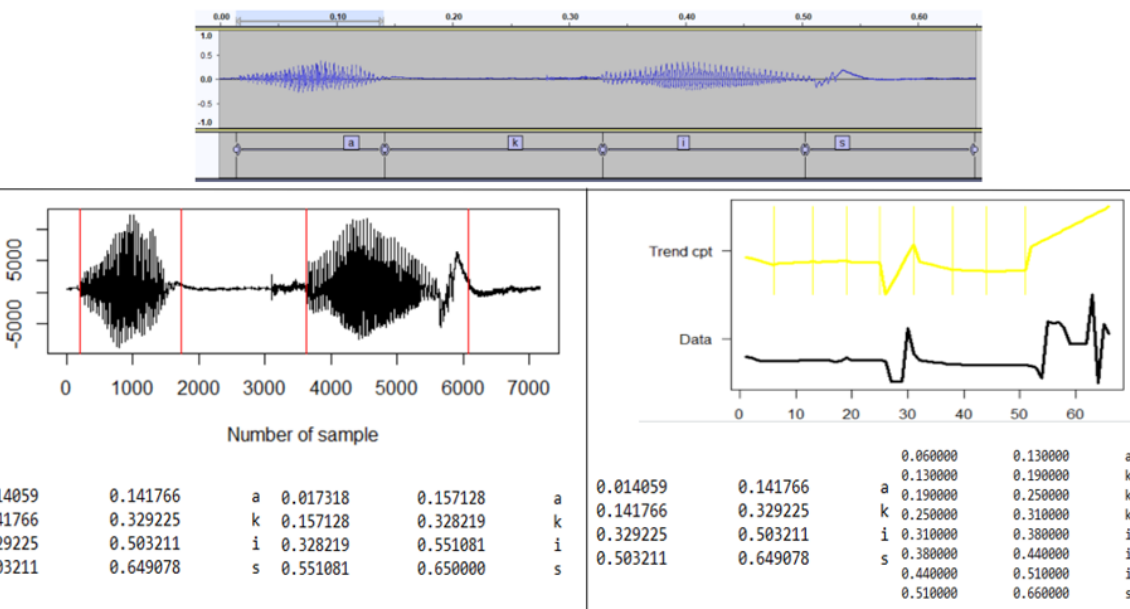 0.00 0.10 0.20 0.30 0.40 0.50 0.60
1.0
0.5
0.0
-0.5
-1.0
a k i s
5000
-5000
0 1000 2000 3000 4000 5000 6000 7000
Number of sample
14059 0.141766 a 0.017318 0.157128 a
41766 0.329225 k 0.157128 0.328219 k
29225 0.503211 i 0.328219 0.551081 i
03211 0.649078 s 0.551081 0.650000 s
Trend cpt
Data
0 10 20 30 40 50 60
0.014059 0.141766 a
0.141766 0.329225 k
0.329225 0.503211 i
0.503211 0.649078 s
0.060000 0.130000 a
0.130000 0.190000 k
0.190000 0.250000 k
0.250000 0.310000 k
0.310000 0.380000 i
0.380000 0.440000 i
0.440000 0.510000 i
0.510000 0.660000 s